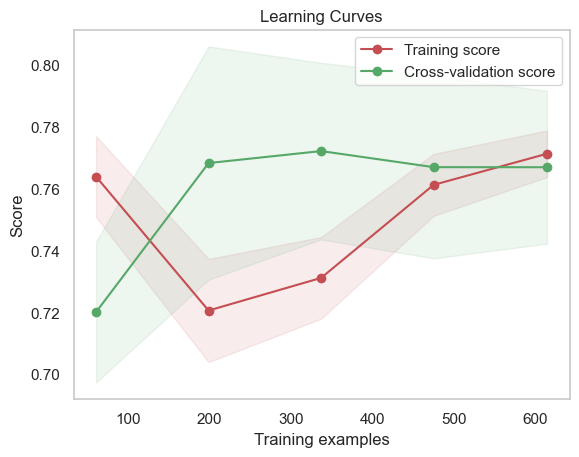 Learning Curves
Training score
Cross-validation score
0.80
0.78
0.76
0.74
0.72
0.70
Score
100 200 300 400 500 600
Training examples